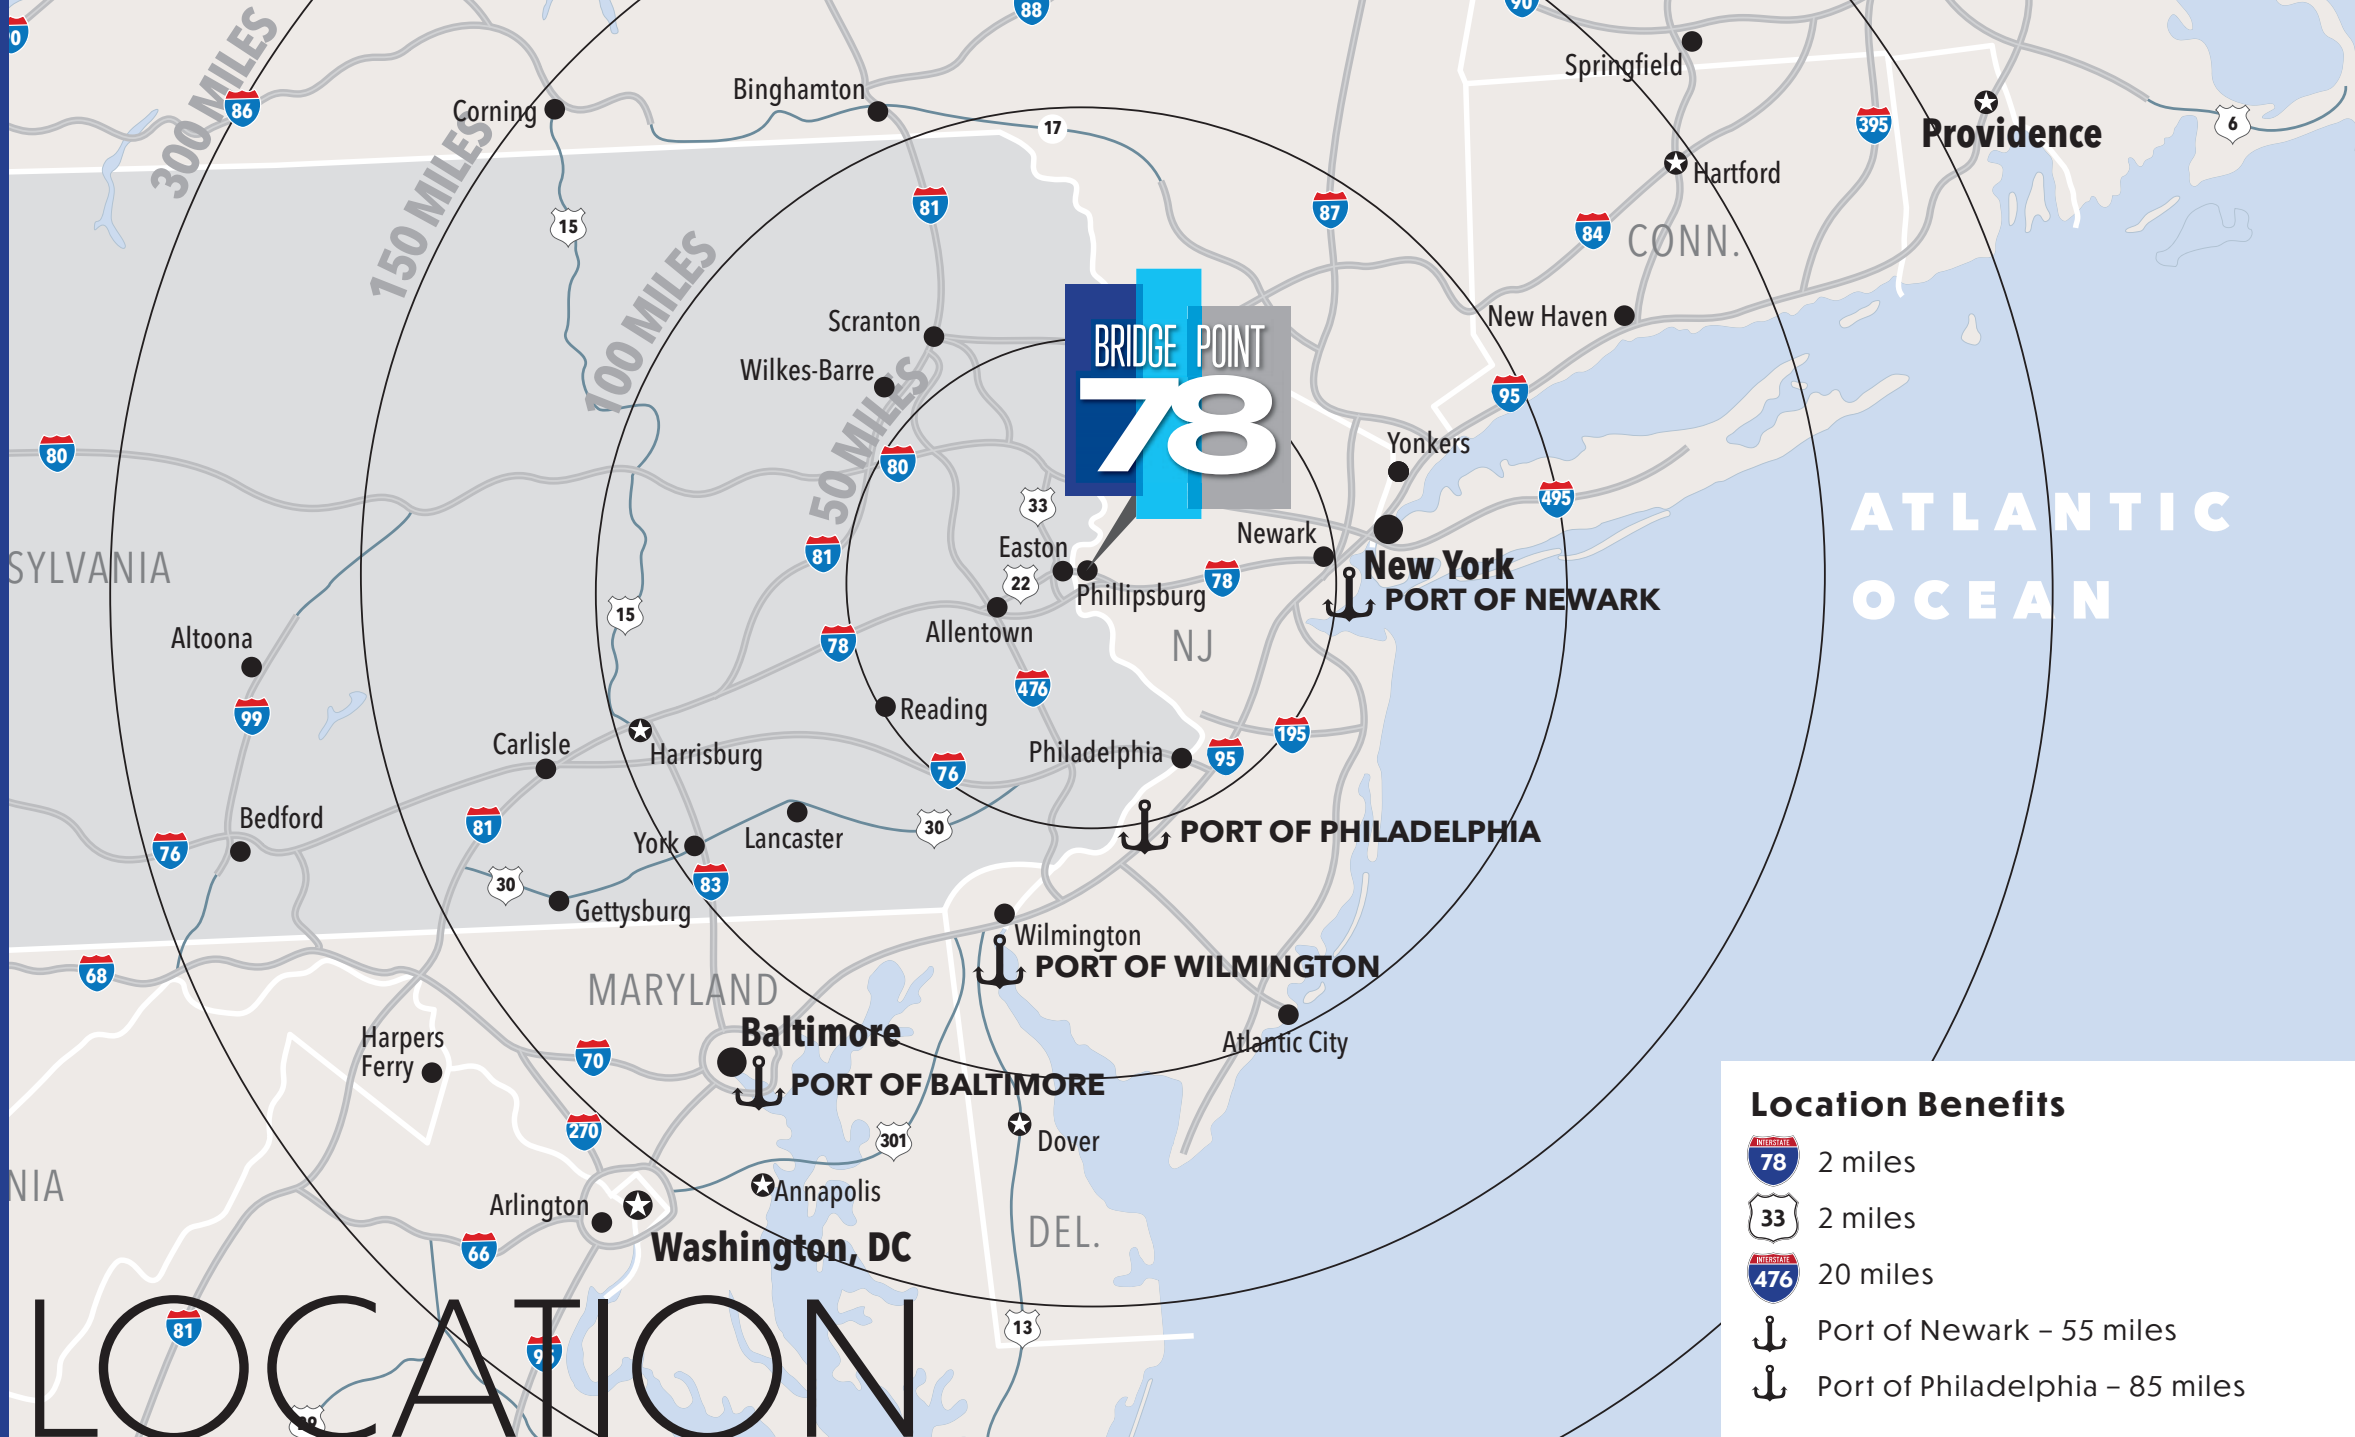 88
90
Springfield
300 MILES
86
Corning
Binghamton
17
395
Providence
6
150 MILES
15
81
87
Hartford
84
CONN.
100 MILES
Scranton
Wilkes-Barre
BRIDGE POINT
78
New Haven
95
50 MILES
80
80
Yonkers
33
495
ATLANTIC
OCEAN
SYLVANIA
81
Easton
22
Newark
78
New York
PORT OF NEWARK
Phillipsburg
Allentown
NJ
15
78
476
Altoona
99
Reading
Carlisle
Harrisburg
76
Philadelphia
95
195
Bedford
76
81
York
Lancaster
30
PORT OF PHILADELPHIA
30
83
Gettysburg
Wilmington
PORT OF WILMINGTON
68
MARYLAND
Baltimore
PORT OF BALTIMORE
Atlantic City
Harpers
Ferry
70
270
301
Dover
NIA
Arlington
Annapolis
66
Washington, DC
DEL.
81
95
13
LOCATION
Location Benefits
INTERSTATE
78 2 miles
33 2 miles
INTERSTATE
476 20 miles
Port of Newark – 55 miles
Port of Philadelphia – 85 miles